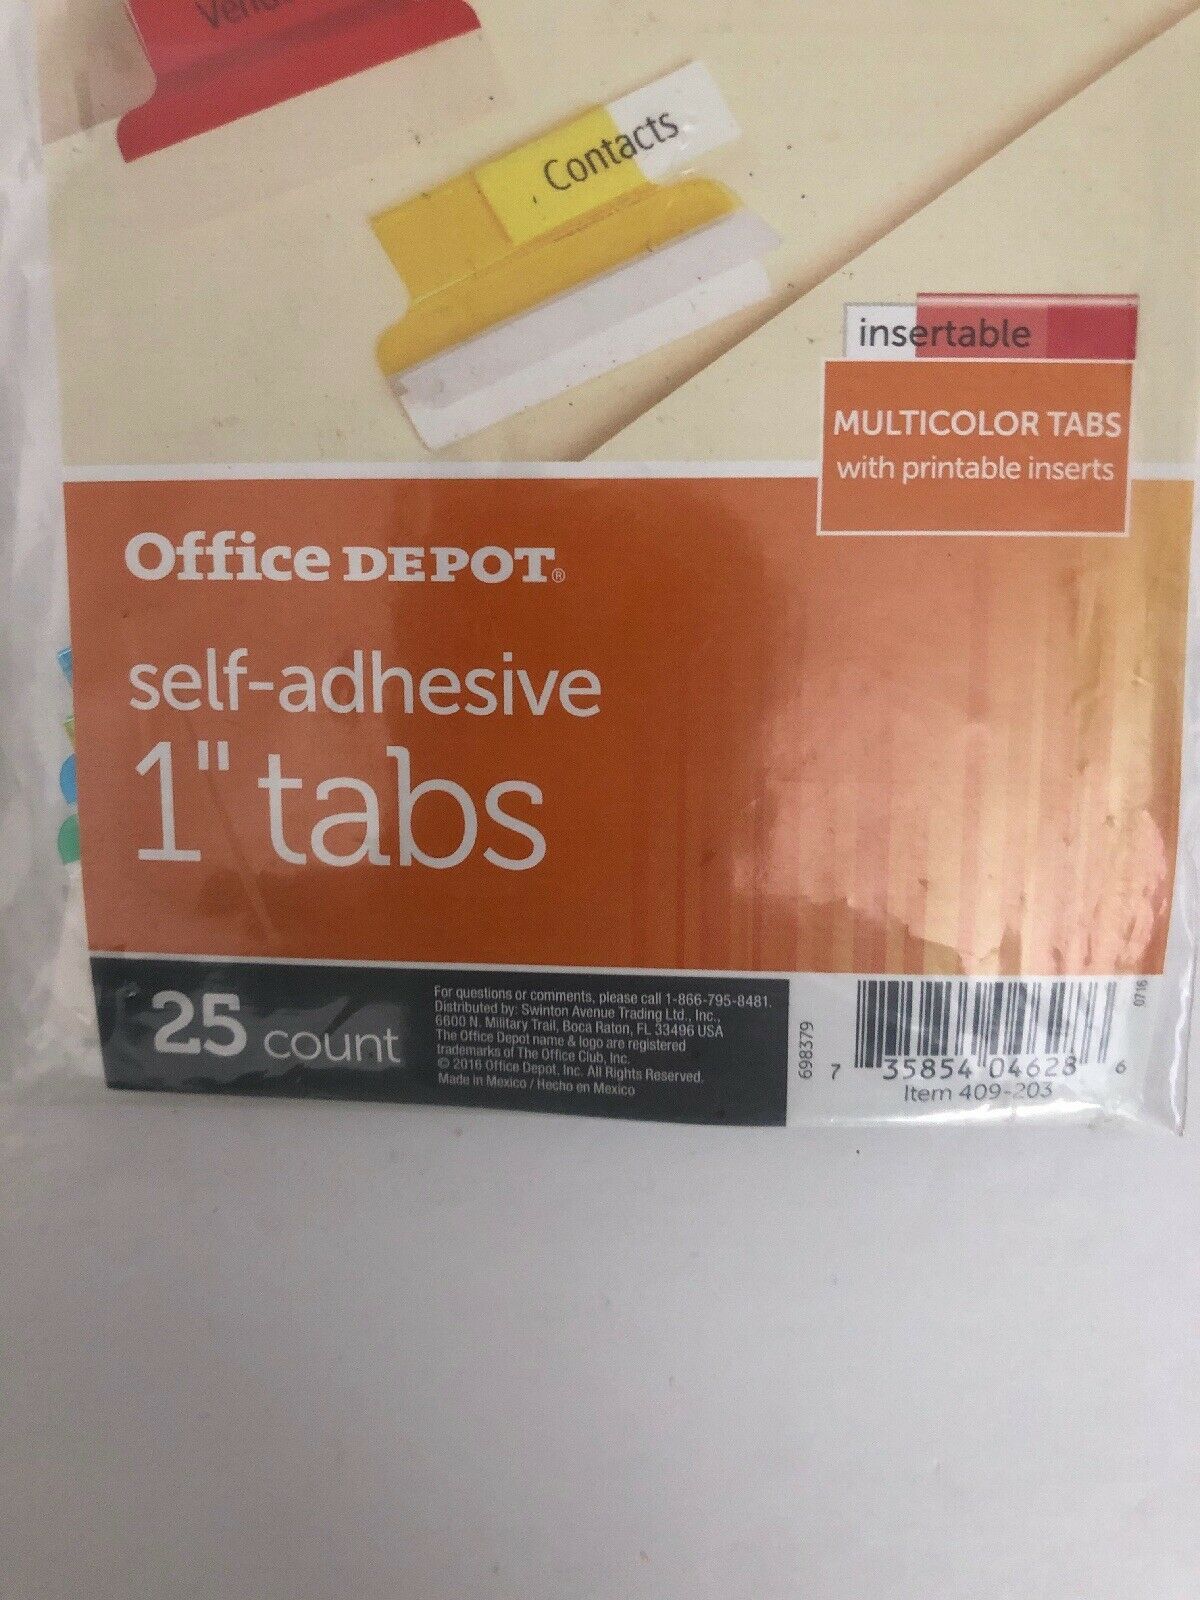 Contacts
insertable
MULTICOLOR TABS
with printable inserts
Office DEPOT®
self-adhesive
1" tabs
25 count
For questions or comments, please call 1-866-795-8481.
Distributed by: Swinton Avenue Trading Ltd., Inc.,
6600 N. Military Trail, Boca Raton, FL 33496 USA
The Office Depot name & logo are registered
trademarks of The Office Club, Inc.
© 2016 Office Depot, Inc. All Rights Reserved.
Made in Mexico / Hecho en Mexico
698379
7 35854 04628 6
Item 409-203
0716